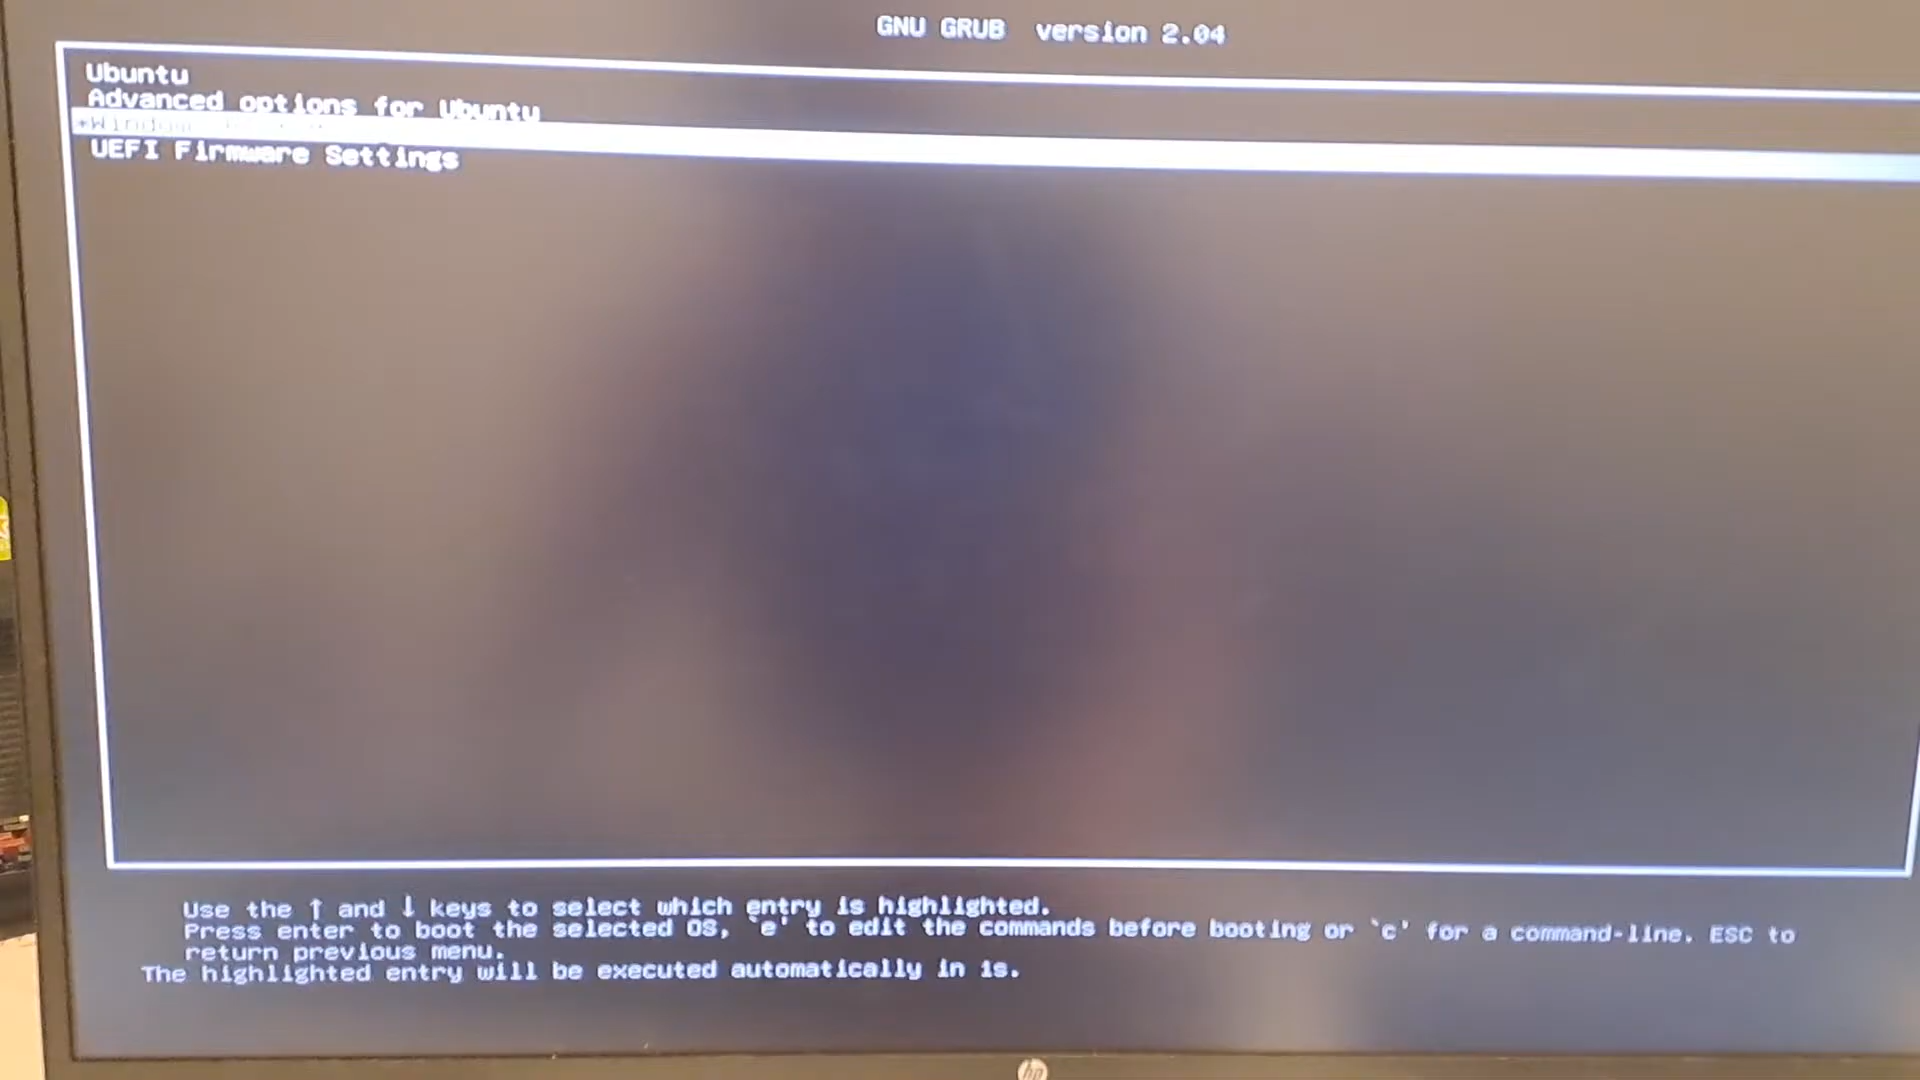 GNU GRUB version 2.04
Ubuntu
Advanced options for Ubuntu
UEFI Firmware Settings
Use the ↑ and ↓ keys to select which entry is highlighted.
Press enter to boot the selected OS, `e' to edit the commands before booting or `c' for a command-line. ESC to
return previous menu.
The highlighted entry will be executed automatically in 1s.
hp